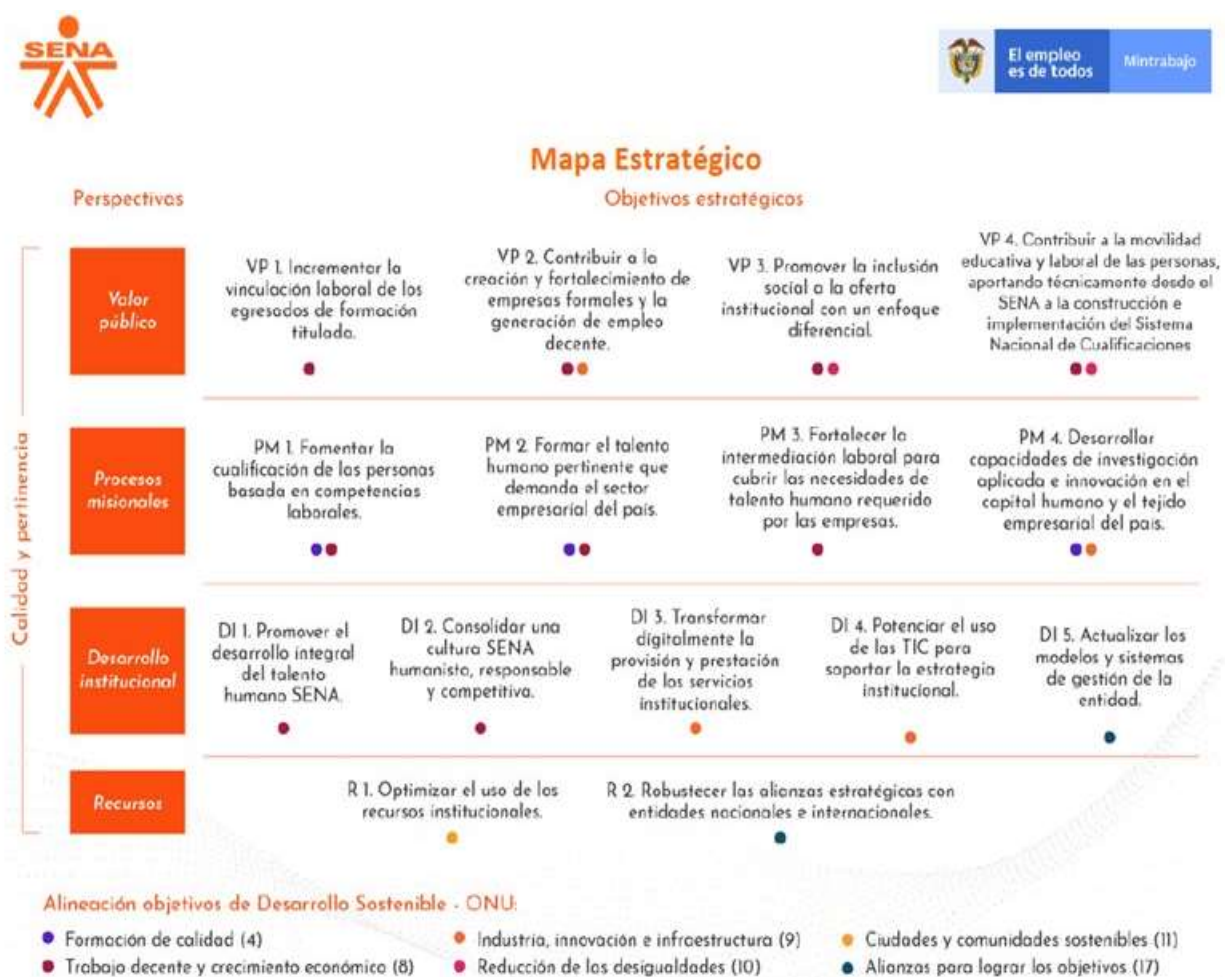 SENA
El empleo
es de todos
Mintrabajo
Mapa Estratégico
Perspectivas
Objetivos estratégicos
Calidad y pertinencia
Valor
público
VP 1. Incrementar la
vinculación laboral de los
egresados de formación
titulada.
VP 2. Contribuir a la
creación y fortalecimiento de
empresas formales y la
generación de empleo
decente.
VP 3. Promover la inclusión
social a la oferta
institucional con un enfoque
diferencial.
VP 4. Contribuir a la movilidad
educativa y laboral de las personas,
aportando técnicamente desde el
SENA a la construcción e
implementación del Sistema
Nacional de Cualificaciones
Procesos
misionales
PM 1. Fomentar la
cualificación de las personas
basada en competencias
laborales.
PM 2. Formar el talento
humano pertinente que
demanda el sector
empresarial del país.
PM 3. Fortalecer la
intermediación laboral para
cubrir las necesidades de
talento humano requerido
por las empresas.
PM 4. Desarrollar
capacidades de investigación
aplicada e innovación en el
capital humano y el tejido
empresarial del país.
Desarrollo
institucional
DI 1. Promover el
desarrollo integral
del talento
humano SENA.
DI 2. Consolidar una
cultura SENA
humanista, responsable
y competitiva.
DI 3. Transformar
digitalmente la
provisión y prestación
de los servicios
institucionales.
DI 4. Potenciar el uso
de las TIC para
soportar la estrategia
institucional.
DI 5. Actualizar los
modelos y sistemas
de gestión de la
entidad.
Recursos
R 1. Optimizar el uso de los
recursos institucionales.
R 2. Robustecer las alianzas estratégicas con
entidades nacionales e internacionales.
Alineación objetivos de Desarrollo Sostenible - ONU:
Formación de calidad (4)
Industria, innovación e infraestructura (9)
Ciudades y comunidades sostenibles (11)
Trabajo decente y crecimiento económico (8)
Reducción de las desigualdades (10)
Alianzas para lograr los objetivos (17)